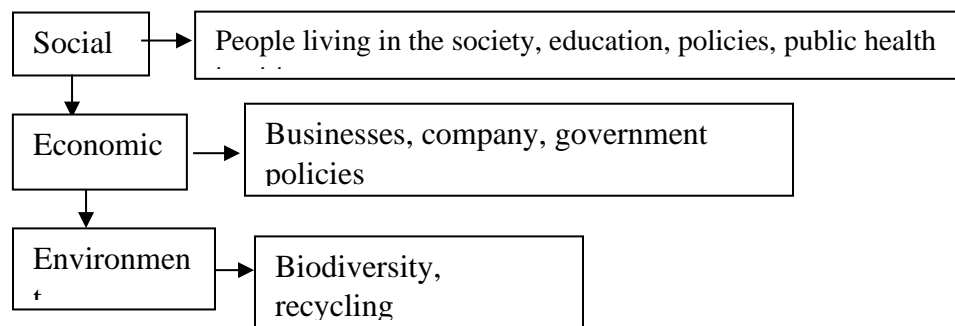 Social
People living in the society, education, policies, public health
Economic
Businesses, company, government
policies
Environmen
t
Biodiversity,
recycling